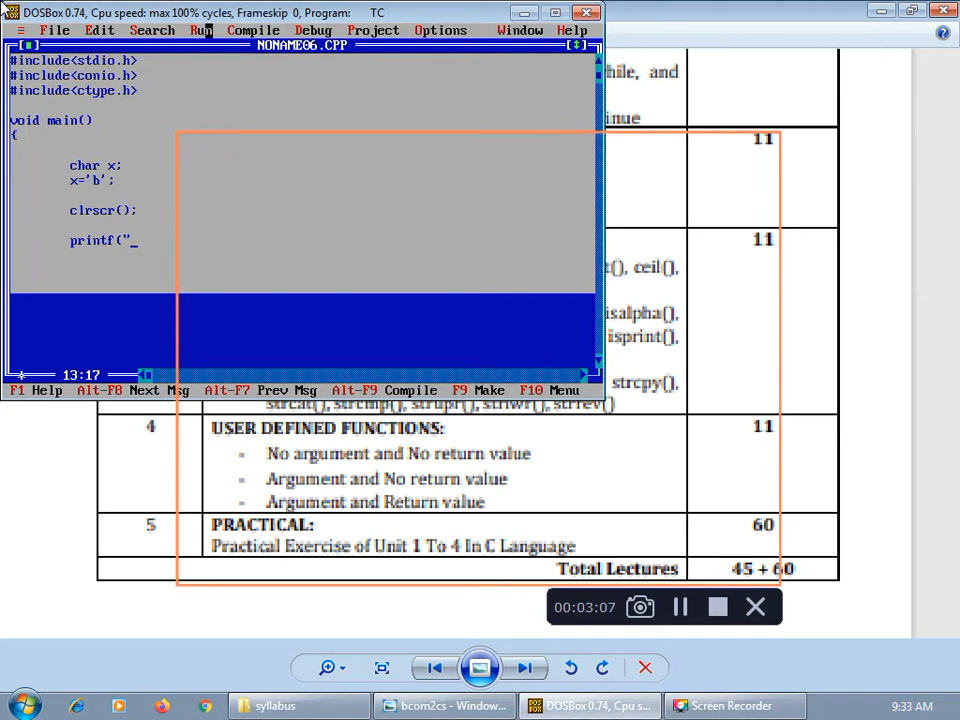 DOSBox 0.74, Cpu speed: max 100% cycles, Frameskip 0, Program: TC
≡ File Edit Search Run Compile Debug Project Options Window Help
NONAME06.CPP
#include<stdio.h>
#include<conio.h>
#include<ctype.h>
void main()
{
char x;
x='b';
clrscr();
printf("_
13:17
F1 Help Alt-F8 Next Msg Alt-F7 Prev Msg Alt-F9 Compile F9 Make F10 Menu
hile, and
inue
11
11
t(), ceil(),
isalpha(),
isprint(),
strcpy(),
strcat(), strcmp(), strupr(), strlwr(), strrev()
4 USER DEFINED FUNCTIONS: 11
- No argument and No return value
- Argument and No return value
- Argument and Return value
5 PRACTICAL: 60
Practical Exercise of Unit 1 To 4 In C Language
Total Lectures 45 + 60
00:03:07
syllabus
bcom2cs - Window...
DOSBox 0.74, Cpu s...
Screen Recorder
9:33 AM